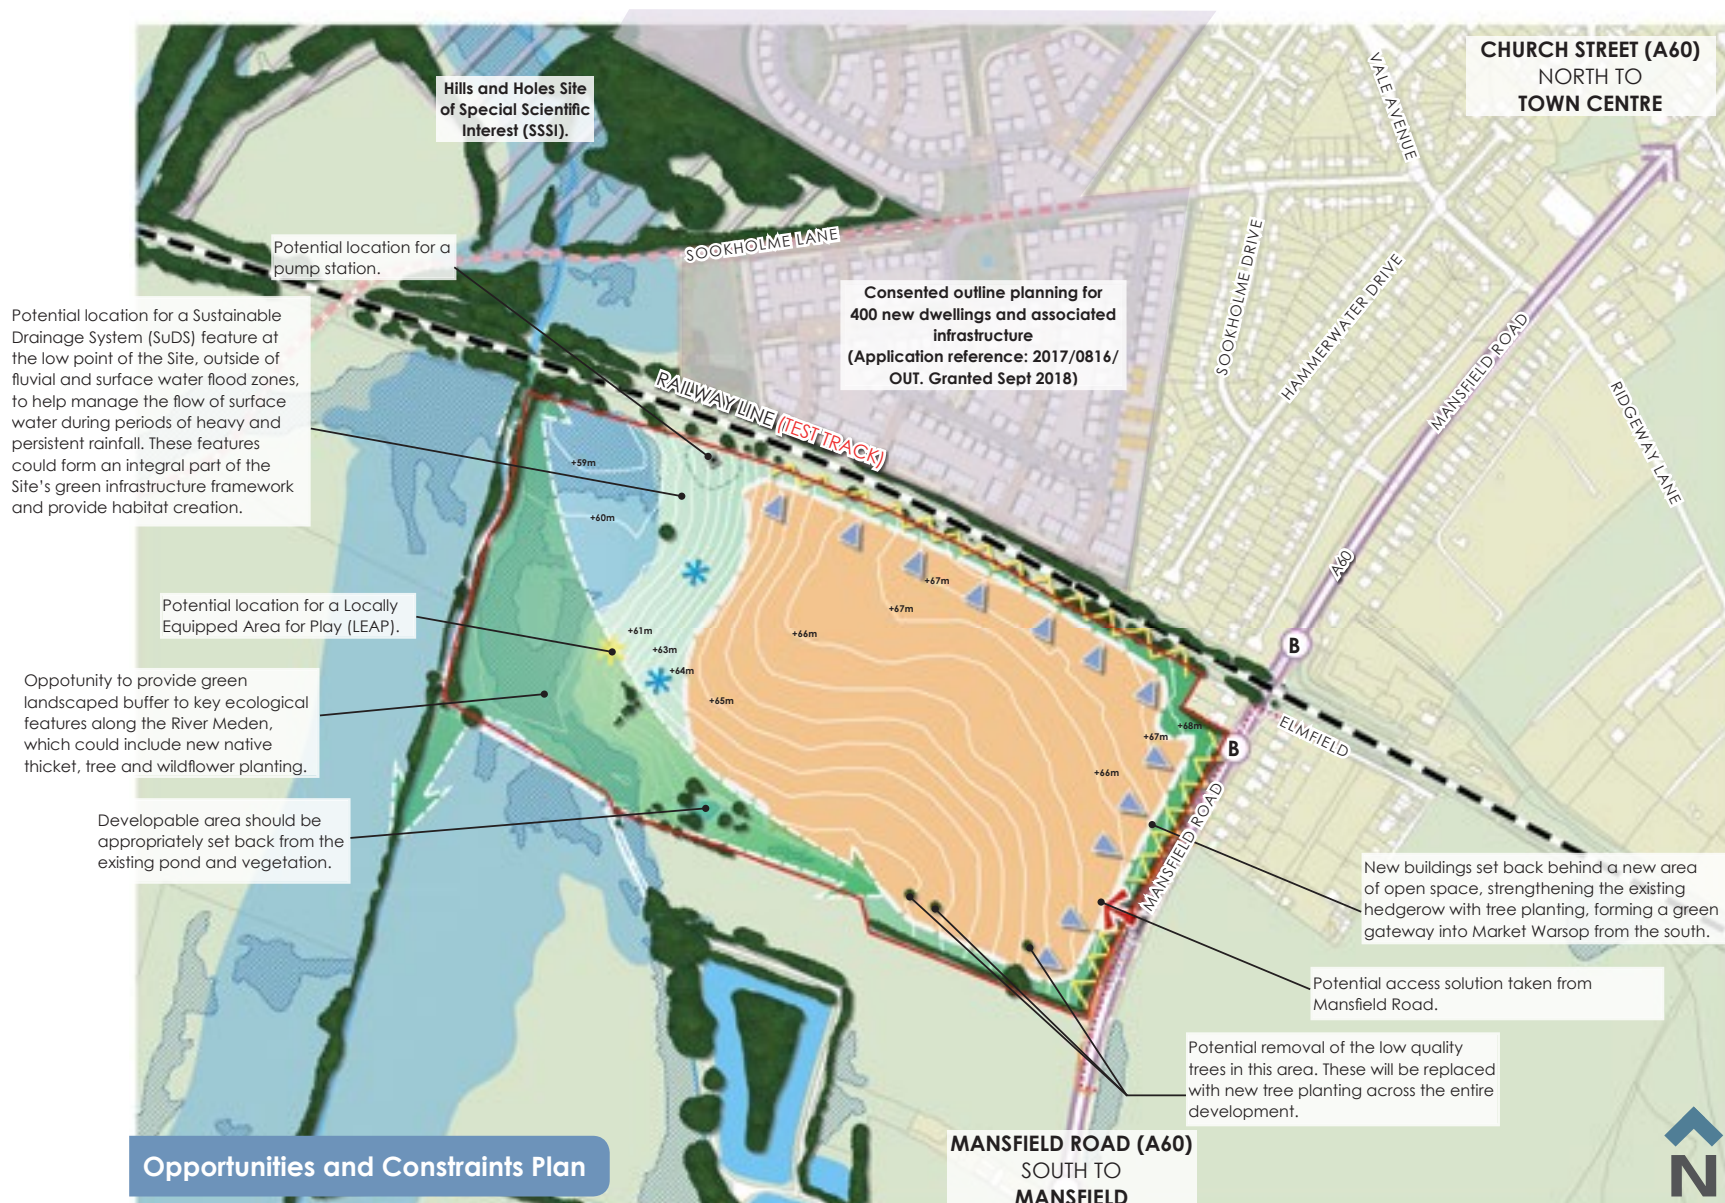 CHURCH STREET (A60)
NORTH TO
TOWN CENTRE
VALE AVENUE
Hills and Holes Site
of Special Scientific
Interest (SSSI).
Potential location for a
pump station.
SOOKHOLME LANE
SOOKHOLME DRIVE
HAMMERWATER DRIVE
MANSFIELD ROAD
RIDGEWAY LANE
A60
Consented outline planning for
400 new dwellings and associated
infrastructure
(Application reference: 2017/0816/
OUT. Granted Sept 2018)
Potential location for a Sustainable
Drainage System (SuDS) feature at
the low point of the Site, outside of
fluvial and surface water flood zones,
to help manage the flow of surface
water during periods of heavy and
persistent rainfall. These features
could form an integral part of the
Site's green infrastructure framework
and provide habitat creation.
RAILWAY LINE (TEST TRACK)
+59m
+60m
+67m
+67m
+66m
+61m
+63m
+64m
+65m
+68m
+67m
+66m
B
B
ELMFIELD
MANSFIELD ROAD
Potential location for a Locally
Equipped Area for Play (LEAP).
Oppotunity to provide green
landscaped buffer to key ecological
features along the River Meden,
which could include new native
thicket, tree and wildflower planting.
Developable area should be
appropriately set back from the
existing pond and vegetation.
New buildings set back behind a new area
of open space, strengthening the existing
hedgerow with tree planting, forming a green
gateway into Market Warsop from the south.
Potential access solution taken from
Mansfield Road.
Potential removal of the low quality
trees in this area. These will be replaced
with new tree planting across the entire
development.
Opportunities and Constraints Plan
MANSFIELD ROAD (A60)
SOUTH TO
MANSFIELD
N